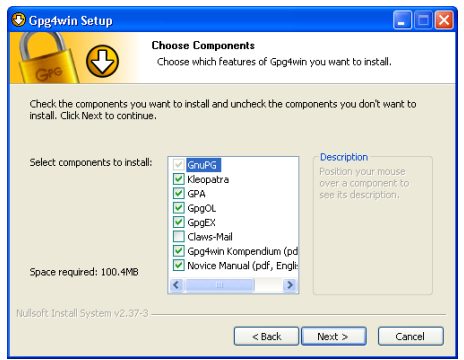 Gpg4win Setup
GPG
Choose Components
Choose which features of Gpg4win you want to install.
Check the components you want to install and uncheck the components you don't want to
install. Click Next to continue.
Select components to install:
GnuPG
Kleopatra
GPA
GpgOL
GpgEX
Claws-Mail
Gpg4win Kompendium (pd
Novice Manual (pdf, Engli
Description
Position your mouse
over a component to
see its description.
Space required: 100.4MB
Nullsoft Install System v2.37-3
< Back
Next >
Cancel